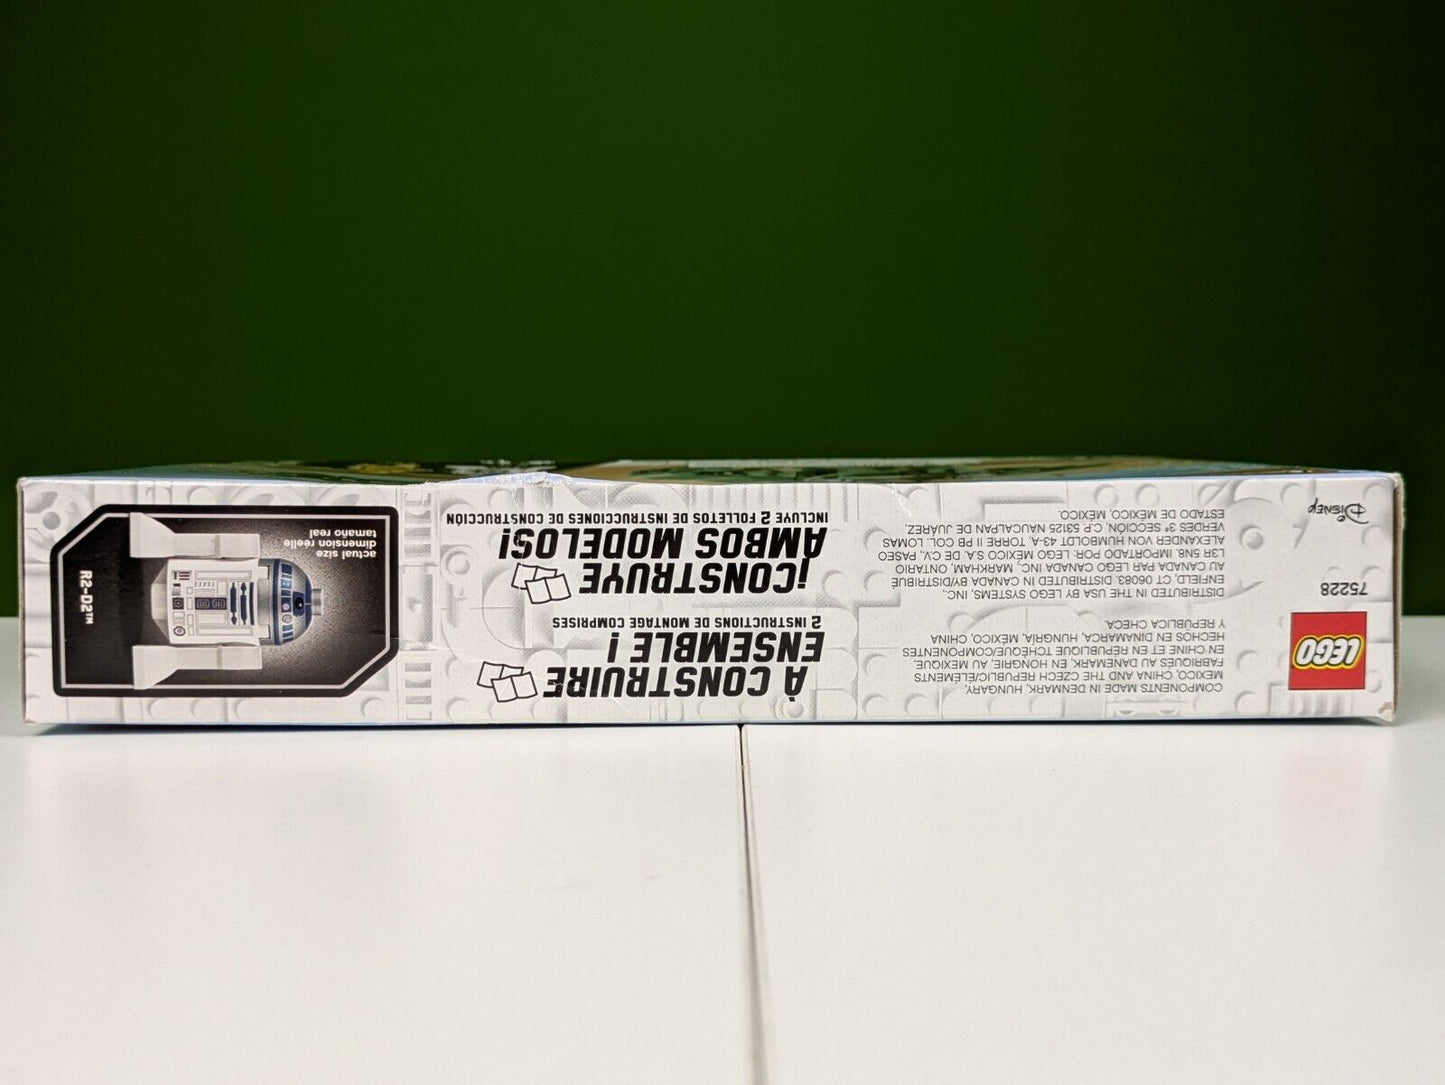 LEGO
75228
Disney
COMPONENTS MADE IN DENMARK, HUNGARY,
MEXICO, CHINA AND THE CZECH REPUBLIC/ÉLÉMENTS
FABRIQUÉS AU DANEMARK, EN HONGRIE, AU MEXIQUE,
EN CHINE ET EN RÉPUBLIQUE TCHÈQUE/COMPONENTES
HECHOS EN DINAMARCA, HUNGRÍA, MÉXICO, CHINA
Y REPÚBLICA CHECA.
DISTRIBUTED IN THE USA BY LEGO SYSTEMS, INC.,
ENFIELD, CT 06083. DISTRIBUTED IN CANADA BY/DISTRIBUÉ
AU CANADA PAR LEGO CANADA INC., MARKHAM, ONTARIO
L3R 5N8. IMPORTADO POR: LEGO MÉXICO S.A. DE C.V., PASEO
ALEXANDER VON HUMBOLDT 43-A, TORRE II PB COL. LOMAS
VERDES 3ª SECCIÓN, C.P. 53125 NAUCALPAN DE JUÁREZ,
ESTADO DE MÉXICO, MÉXICO.
À CONSTRUIRE
ENSEMBLE !
2 INSTRUCTIONS DE MONTAGE COMPRISES
¡CONSTRUYE
AMBOS MODELOS!
INCLUYE 2 FOLLETOS DE INSTRUCCIONES DE CONSTRUCCIÓN
actual size
dimension réelle
tamaño real
R2-D2™